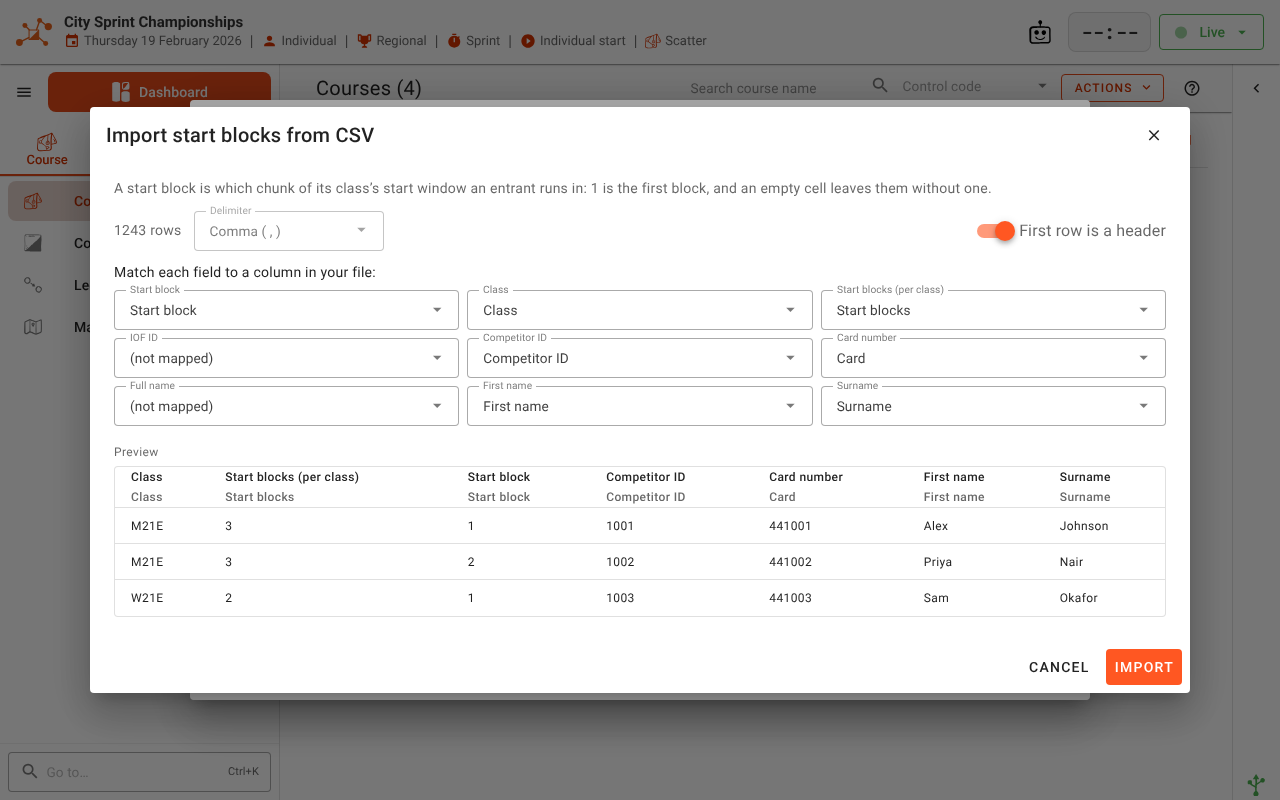 City Sprint Championships
Thursday 19 February 2026 | Individual | Regional | Sprint | Individual start | Scatter
--:--
Live
Dashboard
Courses (4)
Search course name
Control code
ACTIONS
Course
Import start blocks from CSV
A start block is which chunk of its class's start window an entrant runs in: 1 is the first block, and an empty cell leaves them without one.
1243 rows
Delimiter
Comma ( , )
First row is a header
Match each field to a column in your file:
Start block
Start block
Class
Class
Start blocks (per class)
Start blocks
IOF ID
(not mapped)
Competitor ID
Competitor ID
Card number
Card
Full name
(not mapped)
First name
First name
Surname
Surname
Preview
Class Start blocks (per class) Start block Competitor ID Card number First name Surname
Class Start blocks Start block Competitor ID Card First name Surname
M21E 3 1 1001 441001 Alex Johnson
M21E 3 2 1002 441002 Priya Nair
W21E 2 1 1003 441003 Sam Okafor
CANCEL
IMPORT
Go to...
Ctrl+K